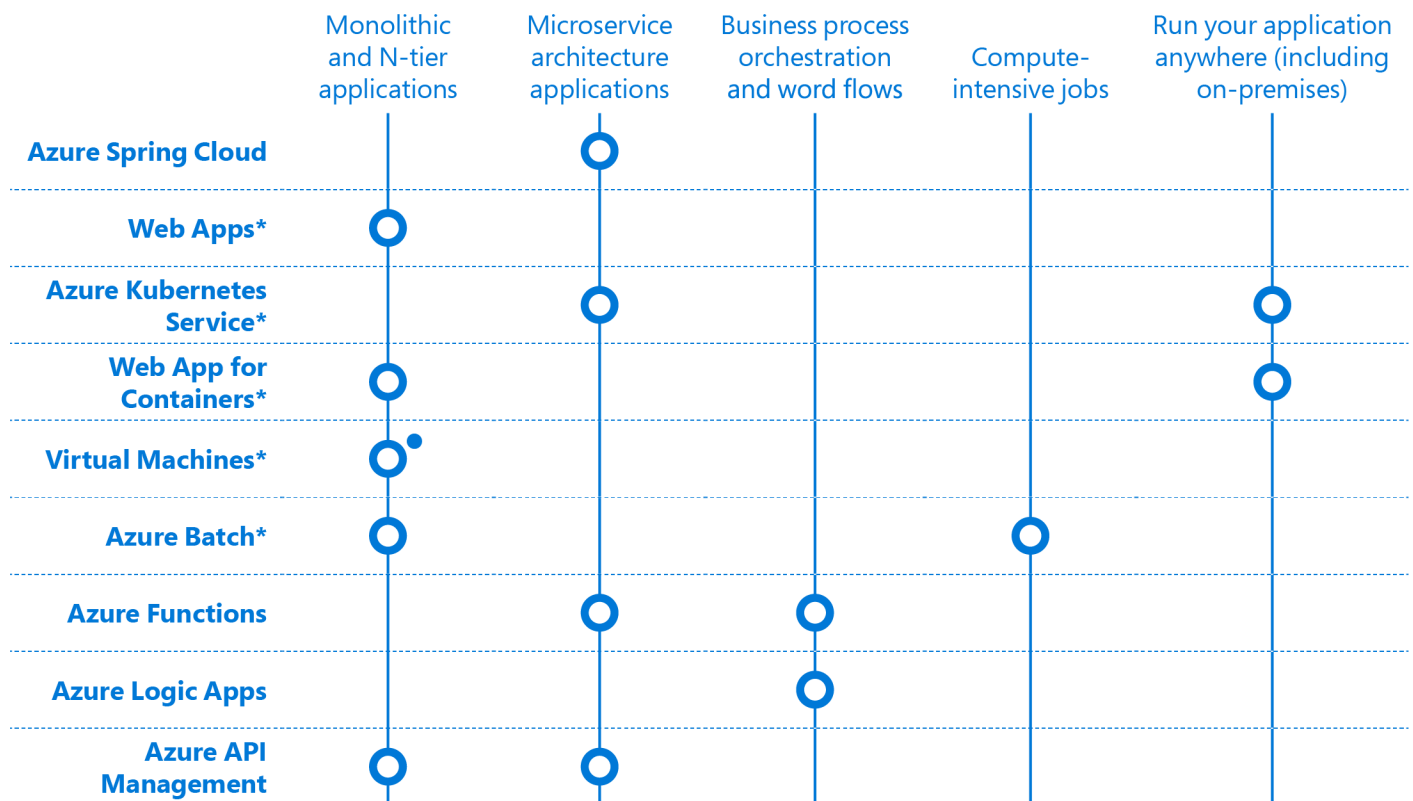 Monolithic
and N-tier
applications
Microservice
architecture
applications
Business process
orchestration
and word flows
Compute-
intensive jobs
Run your application
anywhere (including
on-premises)
Azure Spring Cloud
Web Apps*
Azure Kubernetes
Service*
Web App for
Containers*
Virtual Machines*
Azure Batch*
Azure Functions
Azure Logic Apps
Azure API
Management